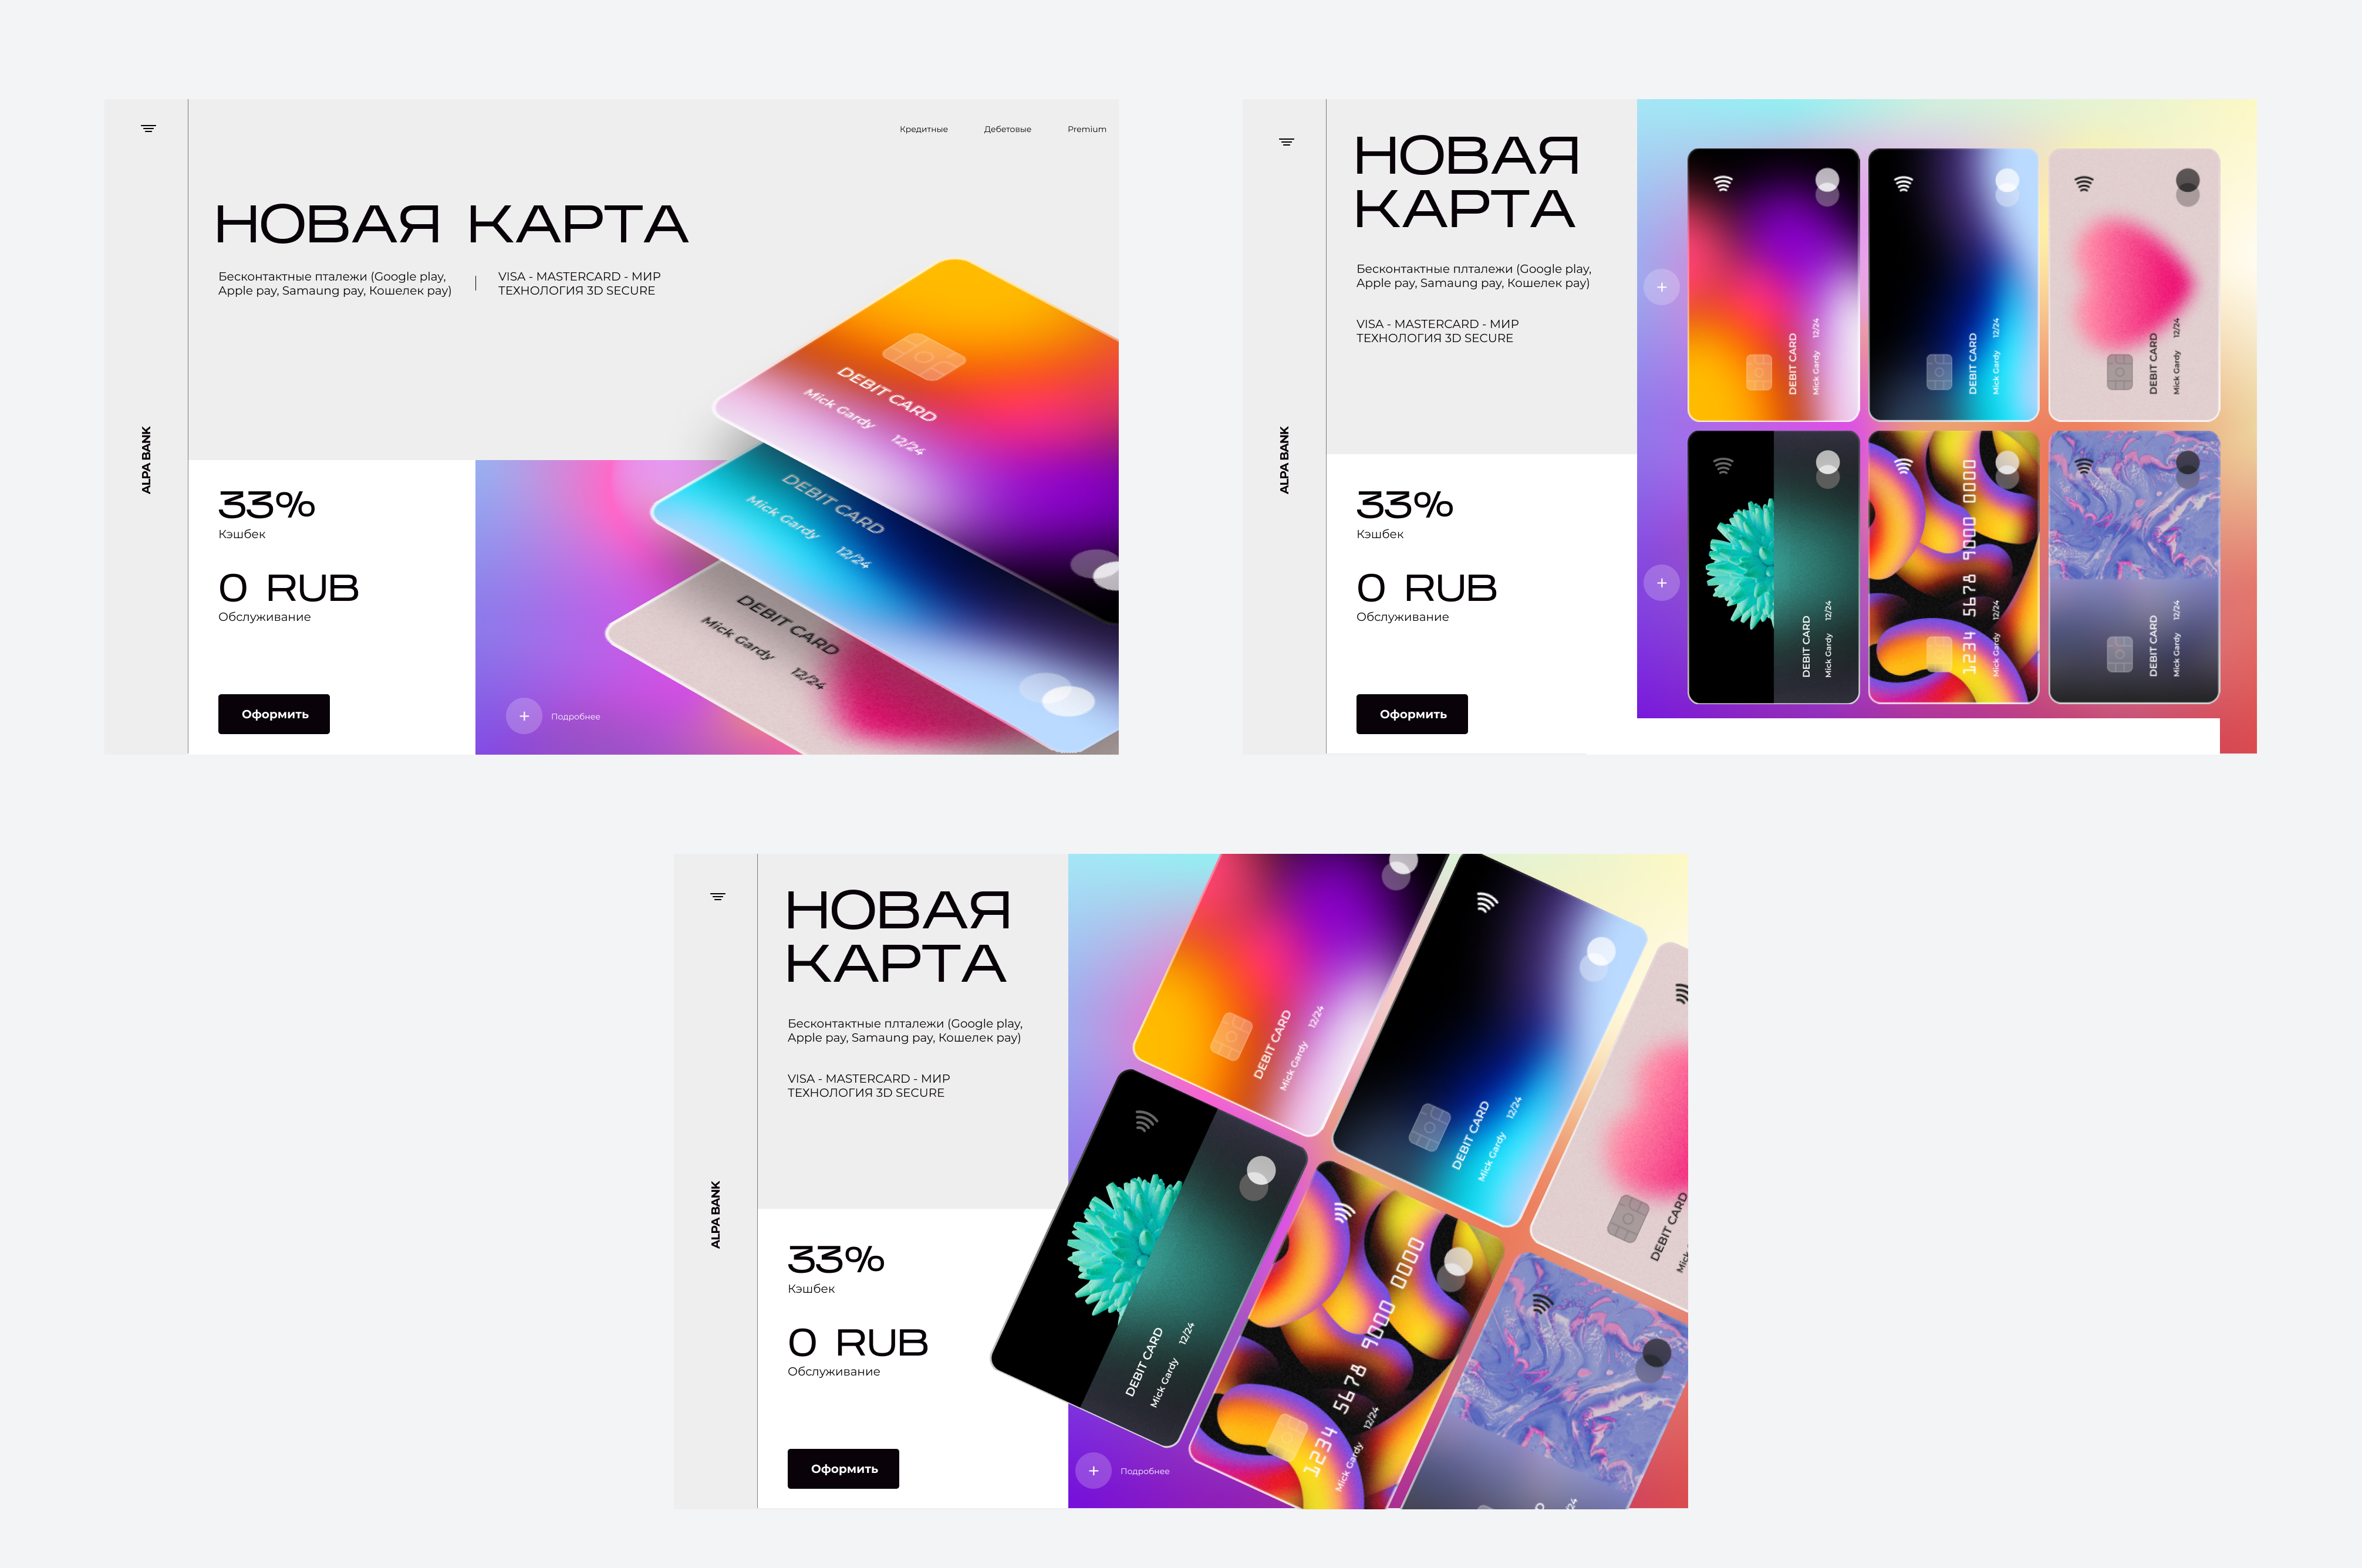 Кредитные Дебетовые Premium
НОВАЯ КАРТА
Бесконтактные пталежи (Google play,
Apple pay, Samaung pay, Кошелек pay)
VISA - MASTERCARD - МИР
ТЕХНОЛОГИЯ 3D SECURE
ALPA BANK
33%
Кэшбек
0 RUB
Обслуживание
Оформить
Подробнее
DEBIT CARD
Mick Gardy 12/24
DEBIT CARD
Mick Gardy 12/24
DEBIT CARD
Mick Gardy 12/24
НОВАЯ
КАРТА
Бесконтактные плталежи (Google play,
Apple pay, Samaung pay, Кошелек pay)
VISA - MASTERCARD - МИР
ТЕХНОЛОГИЯ 3D SECURE
ALPA BANK
33%
Кэшбек
0 RUB
Обслуживание
Оформить
DEBIT CARD
Mick Gardy 12/24
DEBIT CARD
Mick Gardy 12/24
DEBIT CARD
Mick Gardy 12/24
DEBIT CARD
Mick Gardy 12/24
1234 5678 9000 0000
Mick Gardy 12/24
DEBIT CARD
Mick Gardy 12/24
НОВАЯ
КАРТА
Бесконтактные плталежи (Google play,
Apple pay, Samaung pay, Кошелек pay)
VISA - MASTERCARD - МИР
ТЕХНОЛОГИЯ 3D SECURE
ALPA BANK
33%
Кэшбек
0 RUB
Обслуживание
Оформить
Подробнее
DEBIT CARD
Mick Gardy 12/24
DEBIT CARD
Mick Gardy 12/24
DEBIT CARD
DEBIT CARD
Mick Gardy 12/24
1234 5678 9000 0000
Mick Gardy 12/24